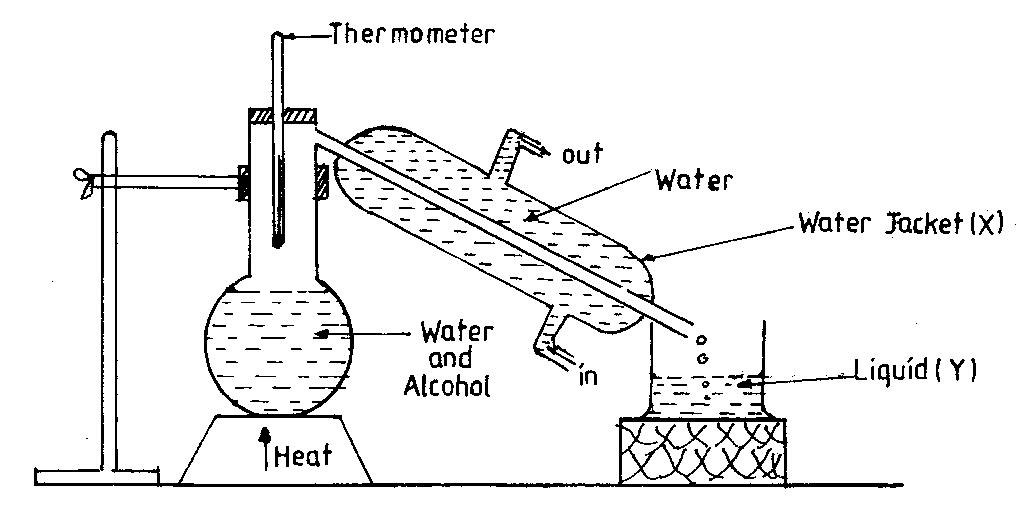 Thermometer
out
Water
Water Jacket(X)
Water
and
Alcohol
in
Liquid(Y)
Heat